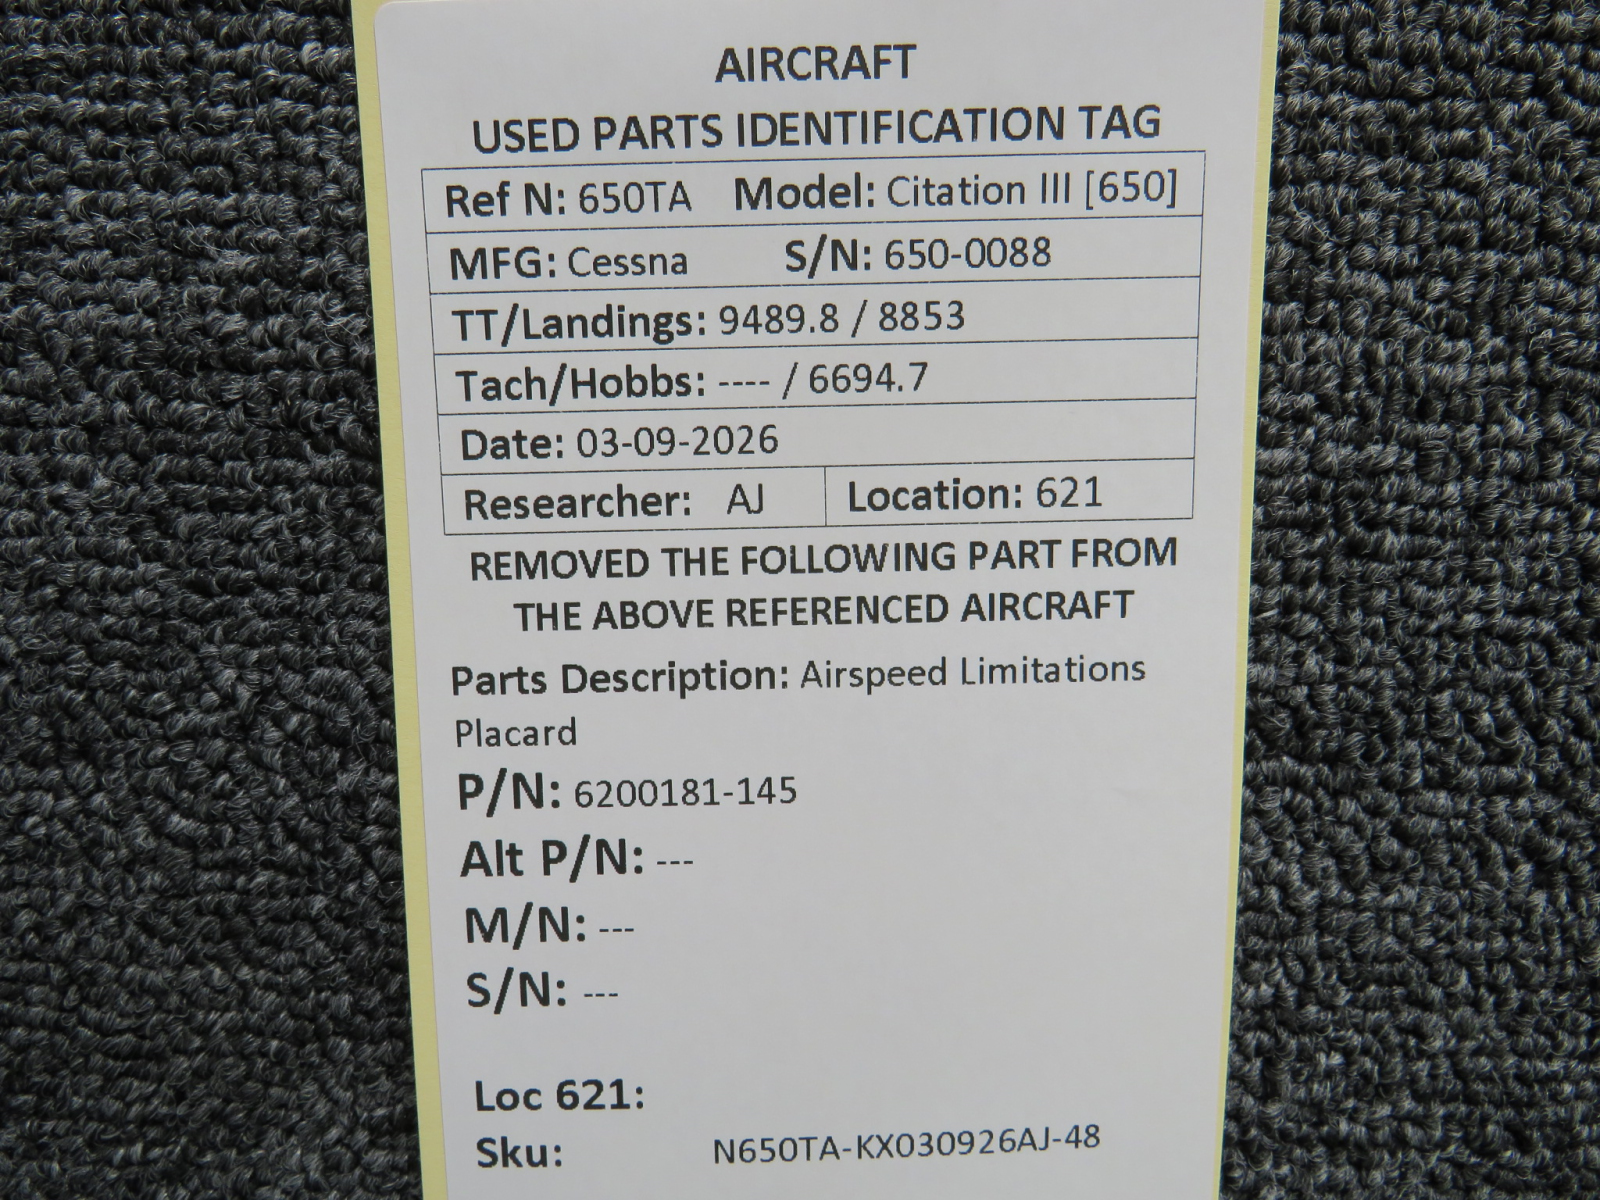 AIRCRAFT
USED PARTS IDENTIFICATION TAG
Ref N: 650TA Model: Citation III [650]
MFG: Cessna S/N: 650-0088
TT/Landings: 9489.8 / 8853
Tach/Hobbs: ---- / 6694.7
Date: 03-09-2026
Researcher: AJ Location: 621
REMOVED THE FOLLOWING PART FROM
THE ABOVE REFERENCED AIRCRAFT
Parts Description: Airspeed Limitations
Placard
P/N: 6200181-145
Alt P/N: ---
M/N: ---
S/N: ---
Loc 621:
Sku: N650TA-KX030926AJ-48